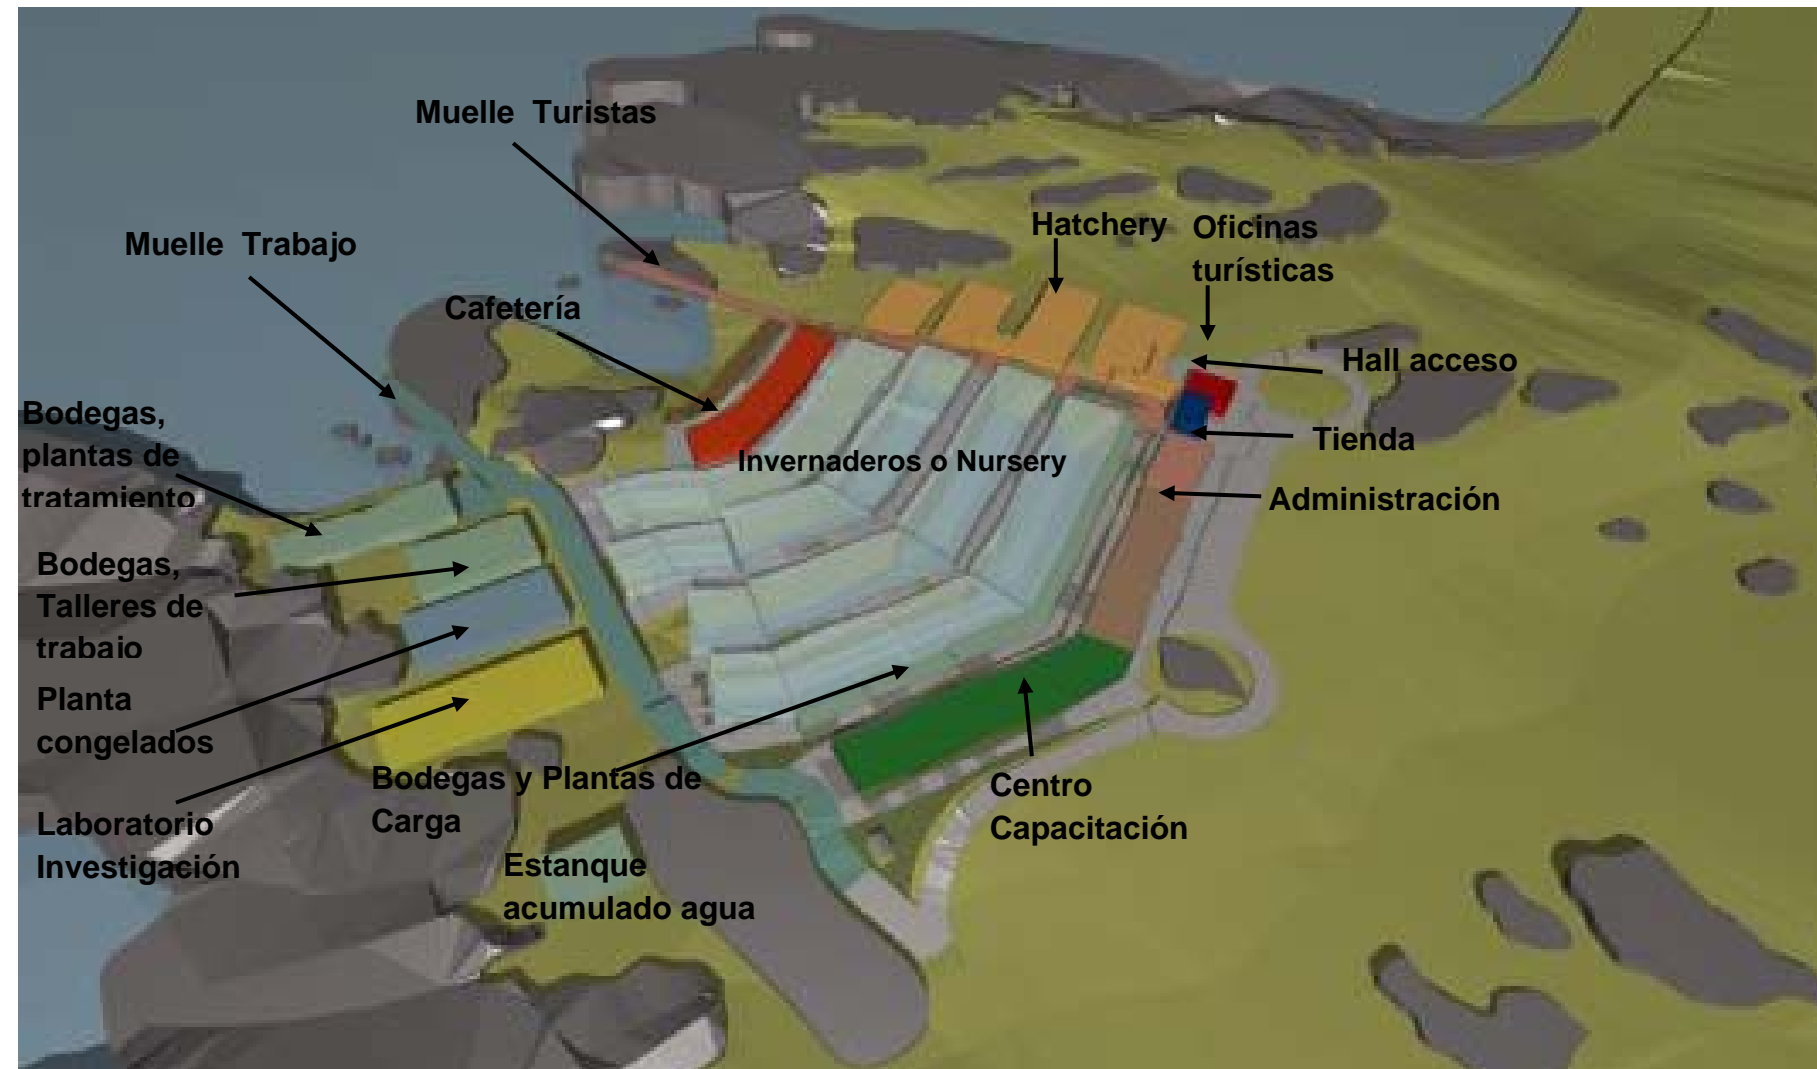 Muelle Turistas
Muelle Trabajo
Hatchery
Oficinas
turísticas
Cafetería
Hall acceso
Bodegas,
plantas de
tratamiento
Tienda
Invernaderos o Nursery
Administración
Bodegas,
Talleres de
trabajo
Planta
congelados
Bodegas y Plantas de
Carga
Centro
Capacitación
Laboratorio
Investigación
Estanque
acumulado agua